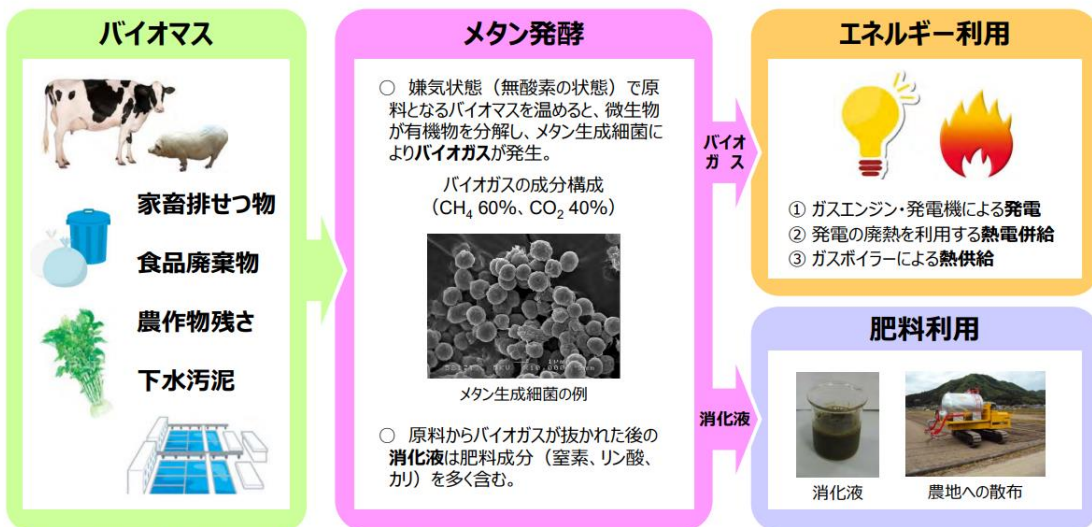 バイオマス
家畜排せつ物
食品廃棄物
農作物残さ
下水汚泥
メタン発酵
○ 嫌気状態（無酸素の状態）で原
料となるバイオマスを温めると、微生物
が有機物を分解し、メタン生成細菌に
よりバイオガスが発生。
バイオガスの成分構成
（CH₄ 60%、CO₂ 40%）
メタン生成細菌の例
○ 原料からバイオガスが抜かれた後の
消化液は肥料成分（窒素、リン酸、
カリ）を多く含む。
バイオ
ガス
消化液
エネルギー利用
① ガスエンジン・発電機による発電
② 発電の廃熱を利用する熱電併給
③ ガスボイラーによる熱供給
肥料利用
消化液
農地への散布